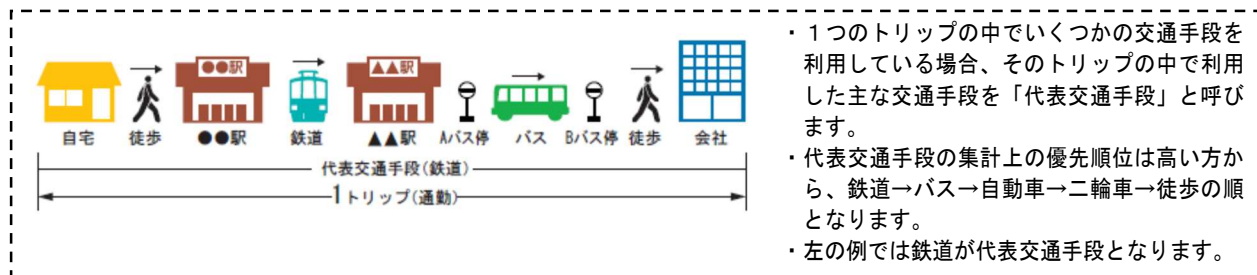 ●●駅
▲▲駅
自宅
徒歩
●●駅
鉄道
▲▲駅
Aバス停
バス
Bバス停
徒歩
会社
代表交通手段(鉄道)
1トリップ(通勤)
・１つのトリップの中でいくつかの交通手段を
利用している場合、そのトリップの中で利用
した主な交通手段を「代表交通手段」と呼び
ます。
・代表交通手段の集計上の優先順位は高い方か
ら、鉄道→バス→自動車→二輪車→徒歩の順
となります。
・左の例では鉄道が代表交通手段となります。